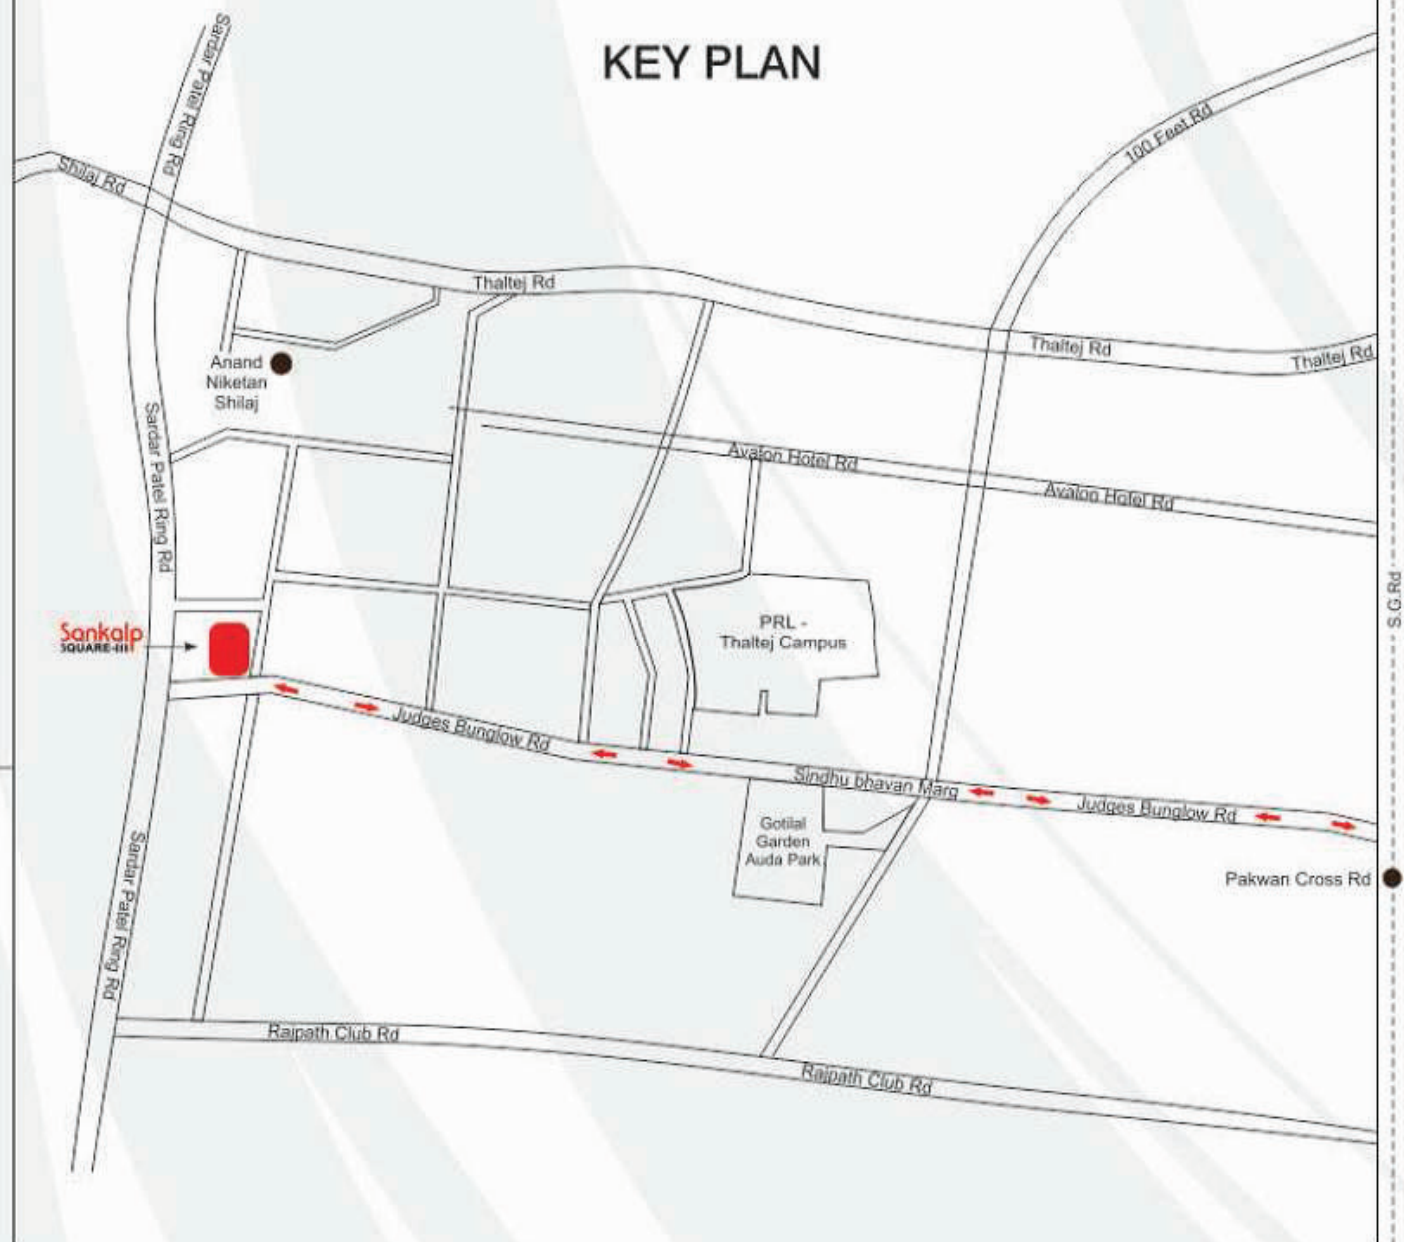 KEY PLAN
Sardar Patel Ring Rd
100 Feet Rd
Shilaj Rd
Thaltej Rd
Thaltej Rd
Thaltej Rd
Anand
Niketan
Shilaj
Sardar Patel Ring Rd
Avalon Hotel Rd
Avalon Hotel Rd
S.G.Rd
Sankalp
SQUARE-III
PRL -
Thaltej Campus
Judges Bunglow Rd
Sindhu bhavan Marg
Judges Bunglow Rd
Gotilal
Garden
Auda Park
Pakwan Cross Rd
Sardar Patel Ring Rd
Rajpath Club Rd
Rajpath Club Rd